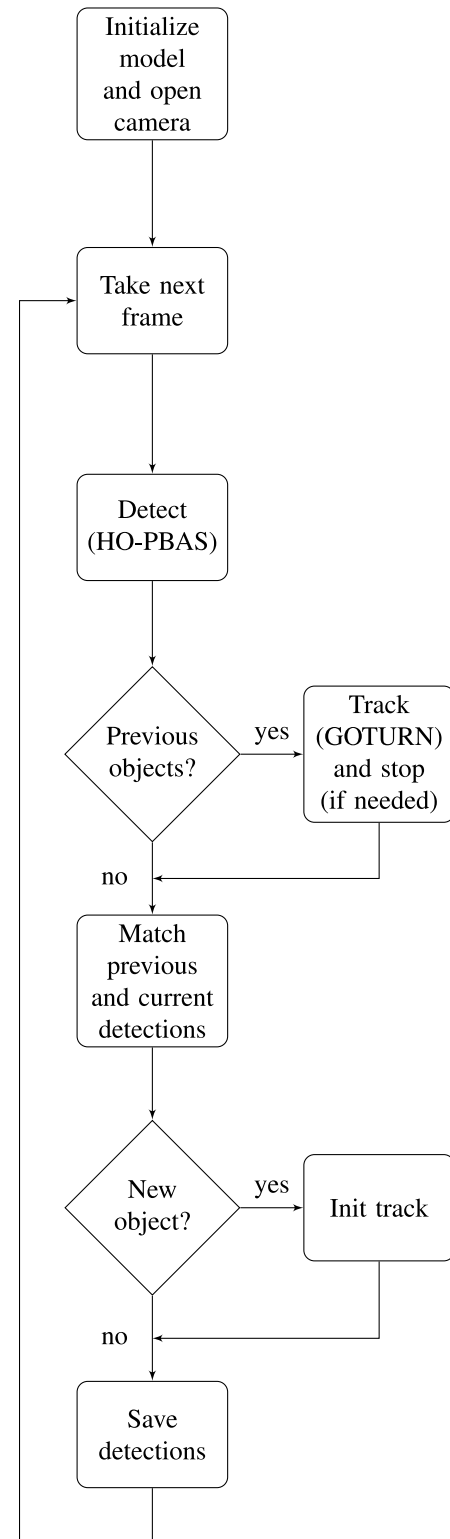 Initialize
model
and open
camera
Take next
frame
Detect
(HO-PBAS)
Previous
objects?
yes
Track
(GOTURN)
and stop
(if needed)
no
Match
previous
and current
detections
New
object?
yes
Init track
no
Save
detections